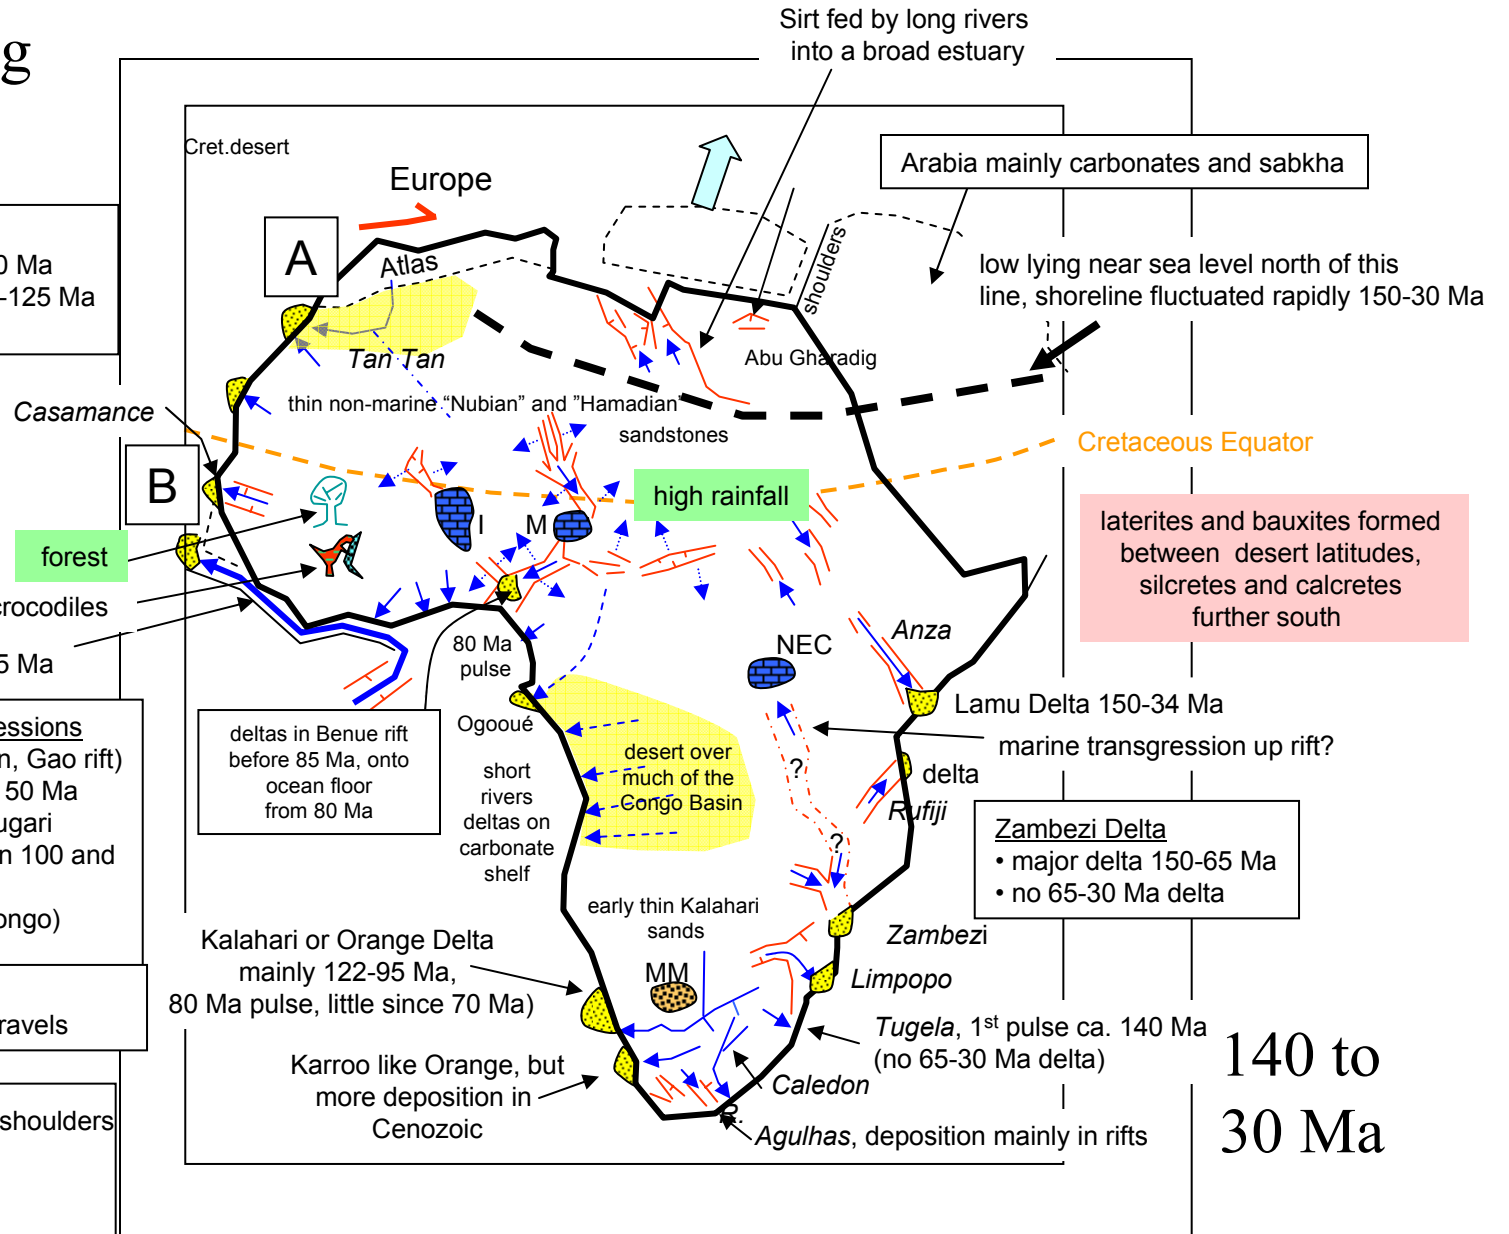 g
Sirt fed by long rivers
into a broad estuary
Cret.desert
Europe
Arabia mainly carbonates and sabkha
A
Atlas
shoulders
low lying near sea level north of this
line, shoreline fluctuated rapidly 150-30 Ma
0 Ma
-125 Ma
Tan Tan
Abu Gharadig
Casamance
thin non-marine “Nubian” and ”Hamadian”
sandstones
Cretaceous Equator
B
high rainfall
I
M
laterites and bauxites formed
between desert latitudes,
silcretes and calcretes
further south
forest
crocodiles
5 Ma
80 Ma
pulse
NEC
Anza
Lamu Delta 150-34 Ma
Ogooué
marine transgression up rift?
essions
n, Gao rift)
50 Ma
ugari
n 100 and
ongo)
deltas in Benue rift
before 85 Ma, onto
ocean floor
from 80 Ma
short
rivers
deltas on
carbonate
shelf
desert over
much of the
Congo Basin
?
?
delta
Rufiji
Zambezi Delta
• major delta 150-65 Ma
• no 65-30 Ma delta
early thin Kalahari
sands
Kalahari or Orange Delta
mainly 122-95 Ma,
80 Ma pulse, little since 70 Ma)
MM
Zambezi
Limpopo
ravels
Tugela, 1st pulse ca. 140 Ma
(no 65-30 Ma delta)
Karroo like Orange, but
more deposition in
Cenozoic
Caledon
R.
Agulhas, deposition mainly in rifts
shoulders
140 to
30 Ma